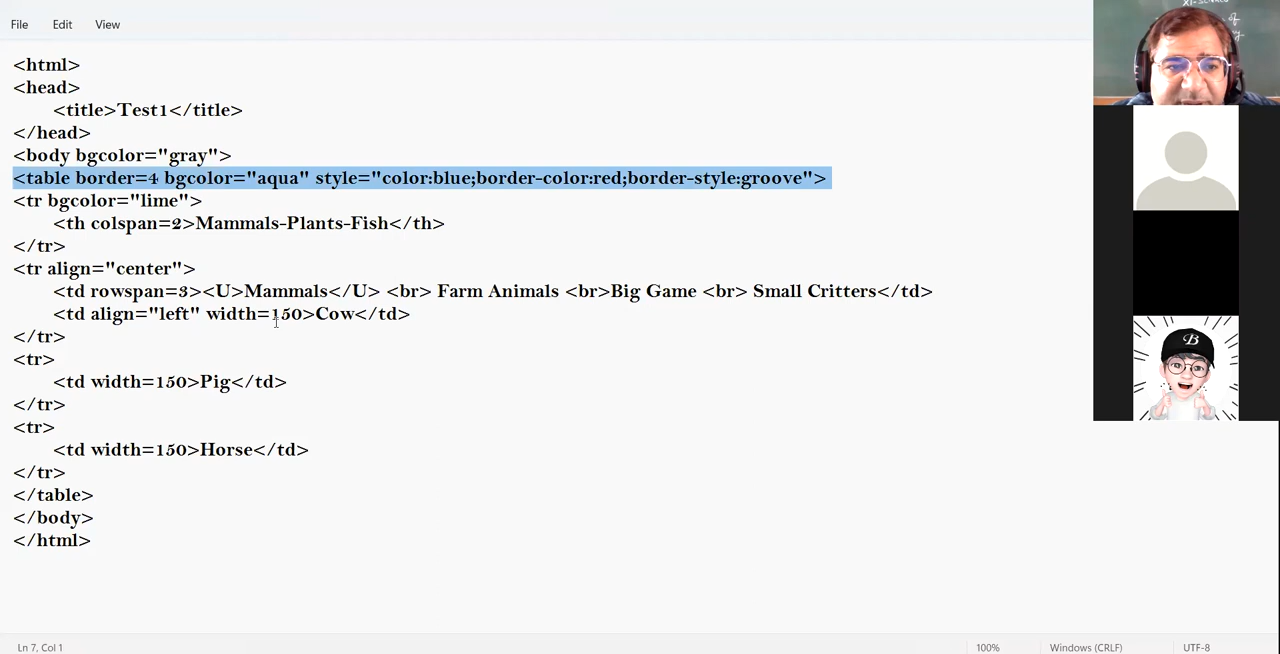 File Edit View
<html>
<head>
<title>Test1</title>
</head>
<body bgcolor="gray">
<table border=4 bgcolor="aqua" style="color:blue;border-color:red;border-style:groove">
<tr bgcolor="lime">
<th colspan=2>Mammals-Plants-Fish</th>
</tr>
<tr align="center">
<td rowspan=3><U>Mammals</U> <br> Farm Animals <br>Big Game <br> Small Critters</td>
<td align="left" width=150>Cow</td>
</tr>
<tr>
<td width=150>Pig</td>
</tr>
<tr>
<td width=150>Horse</td>
</tr>
</table>
</body>
</html>
Ln 7, Col 1 100% Windows (CRLF) UTF-8
B